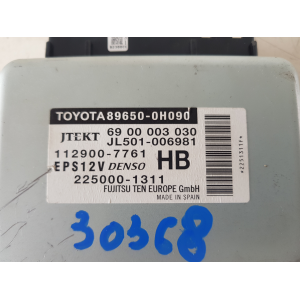 TOYOTA 89650-0H090
JTEKT 69 00 003 030
JL501-006981
112900-7761 HB
EPS12V DENSO
225000-1311
FUJITSU TEN EUROPE GmbH
MADE IN SPAIN
*2251311F*
30368